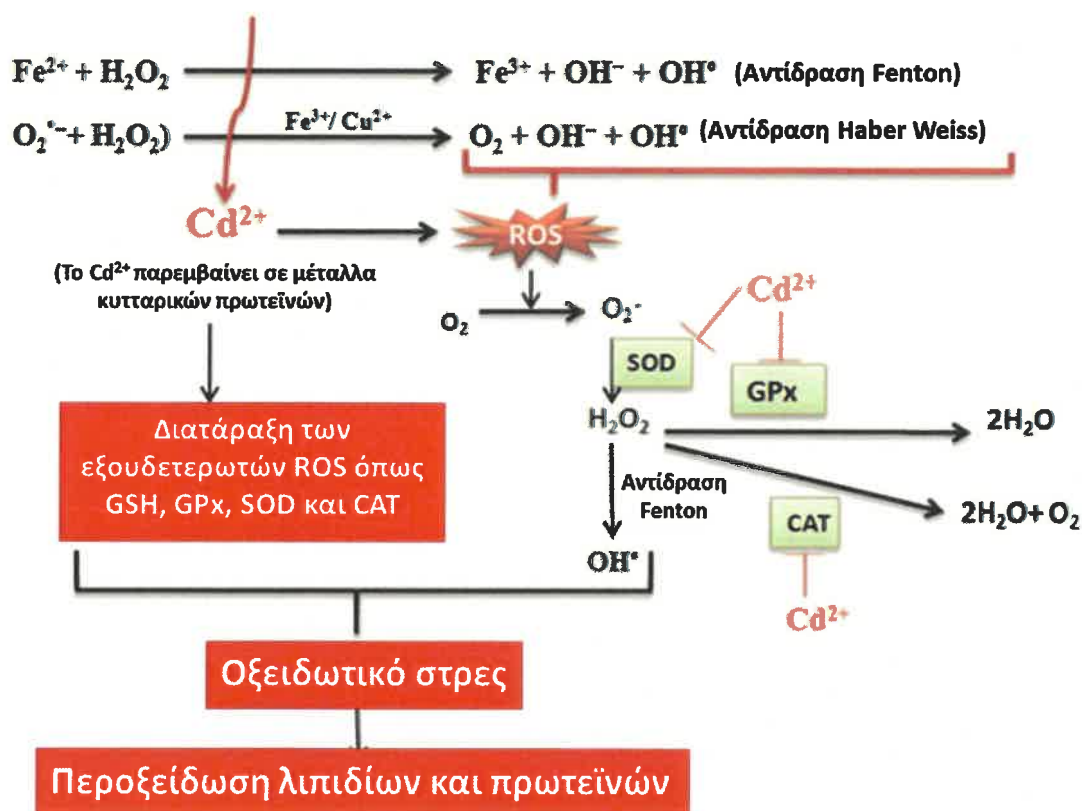 Fe²⁺ + H₂O₂ Fe³⁺ + OH⁻ + OH• (Αντίδραση Fenton)
O₂•⁻+ H₂O₂) Fe³⁺/ Cu²⁺ O₂ + OH⁻ + OH• (Αντίδραση Haber Weiss)
Cd²⁺ ROS
(Το Cd²⁺ παρεμβαίνει σε μέταλλα
κυτταρικών πρωτεϊνών)
O₂ O₂⁻ Cd²⁺
SOD
GPx
H₂O₂ 2H₂O
Διατάραξη των
εξουδετερωτών ROS όπως
GSH, GPx, SOD και CAT
Αντίδραση
Fenton
CAT 2H₂O+ O₂
OH•
Cd²⁺
Οξειδωτικό στρες
Περοξείδωση λιπιδίων και πρωτεϊνών